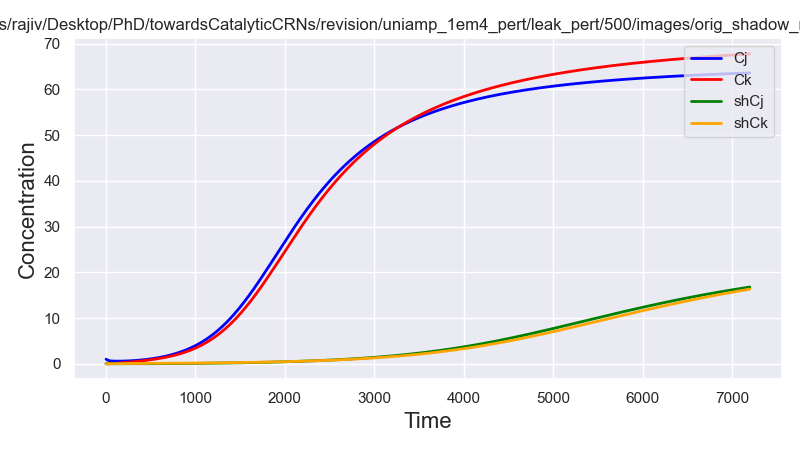 s/rajiv/Desktop/PhD/towardsCatalyticCRNs/revision/uniamp_1em4_pert/leak_pert/500/images/orig_shadow_
Cj
Ck
shCj
shCk
Concentration
70
60
50
40
30
20
10
0
0 1000 2000 3000 4000 5000 6000 7000
Time